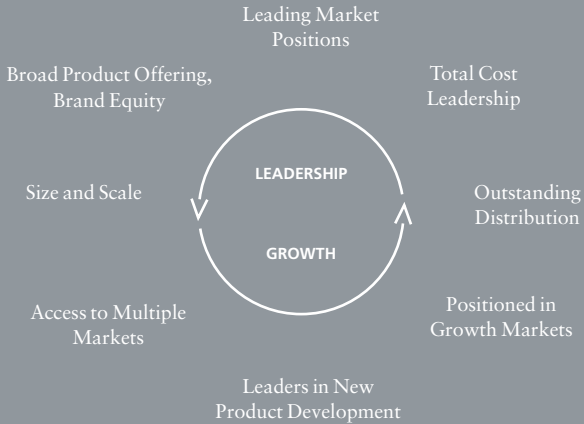 Leading Market
Positions
Broad Product Offering,
Brand Equity
Total Cost
Leadership
LEADERSHIP
Size and Scale
Outstanding
Distribution
GROWTH
Access to Multiple
Markets
Positioned in
Growth Markets
Leaders in New
Product Development